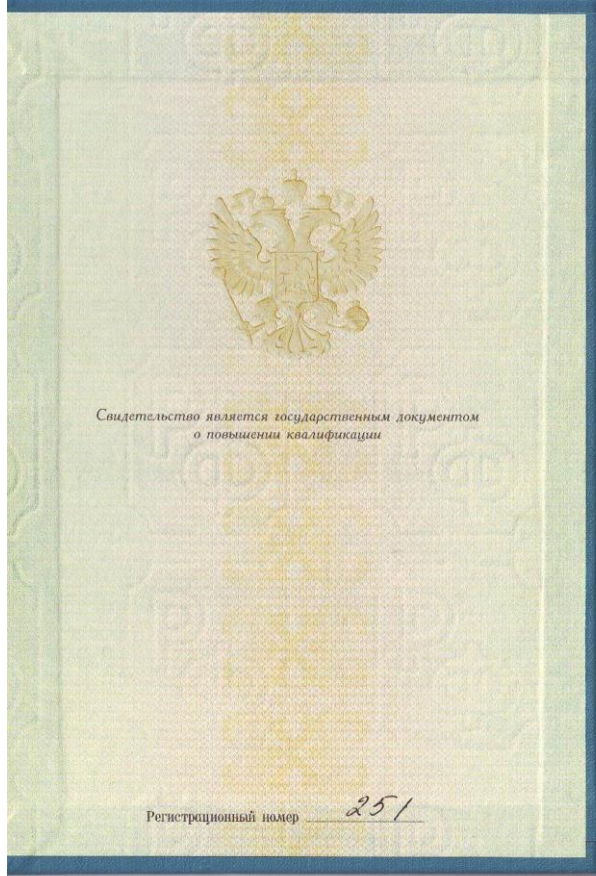 Свидетельство является государственным документом
о повышении квалификации
Регистрационный номер 251